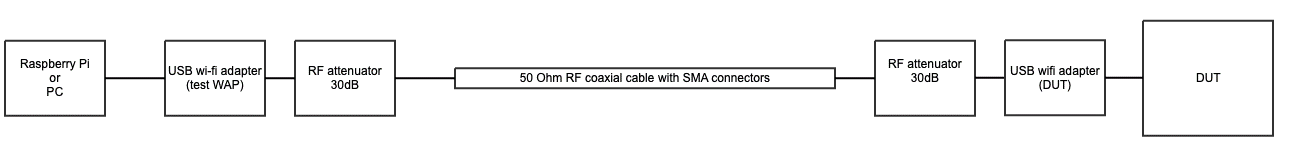 Raspberry Pi
or
PC
USB wi-fi adapter
(test WAP)
RF attenuator
30dB
50 Ohm RF coaxial cable with SMA connectors
RF attenuator
30dB
USB wifi adapter
(DUT)
DUT